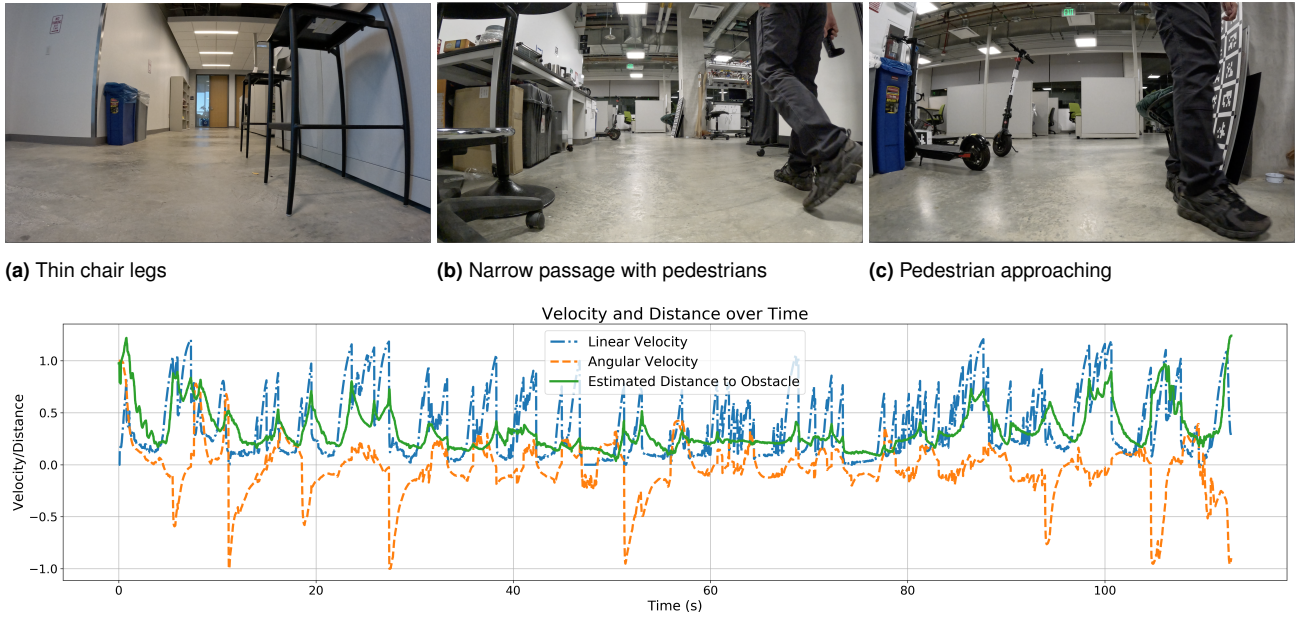 (a) Thin chair legs
(b) Narrow passage with pedestrians
(c) Pedestrian approaching
Velocity and Distance over Time
Linear Velocity
Angular Velocity
Estimated Distance to Obstacle
Velocity/Distance
1.0
0.5
0.0
−0.5
−1.0
0
20
40
60
80
100
Time (s)